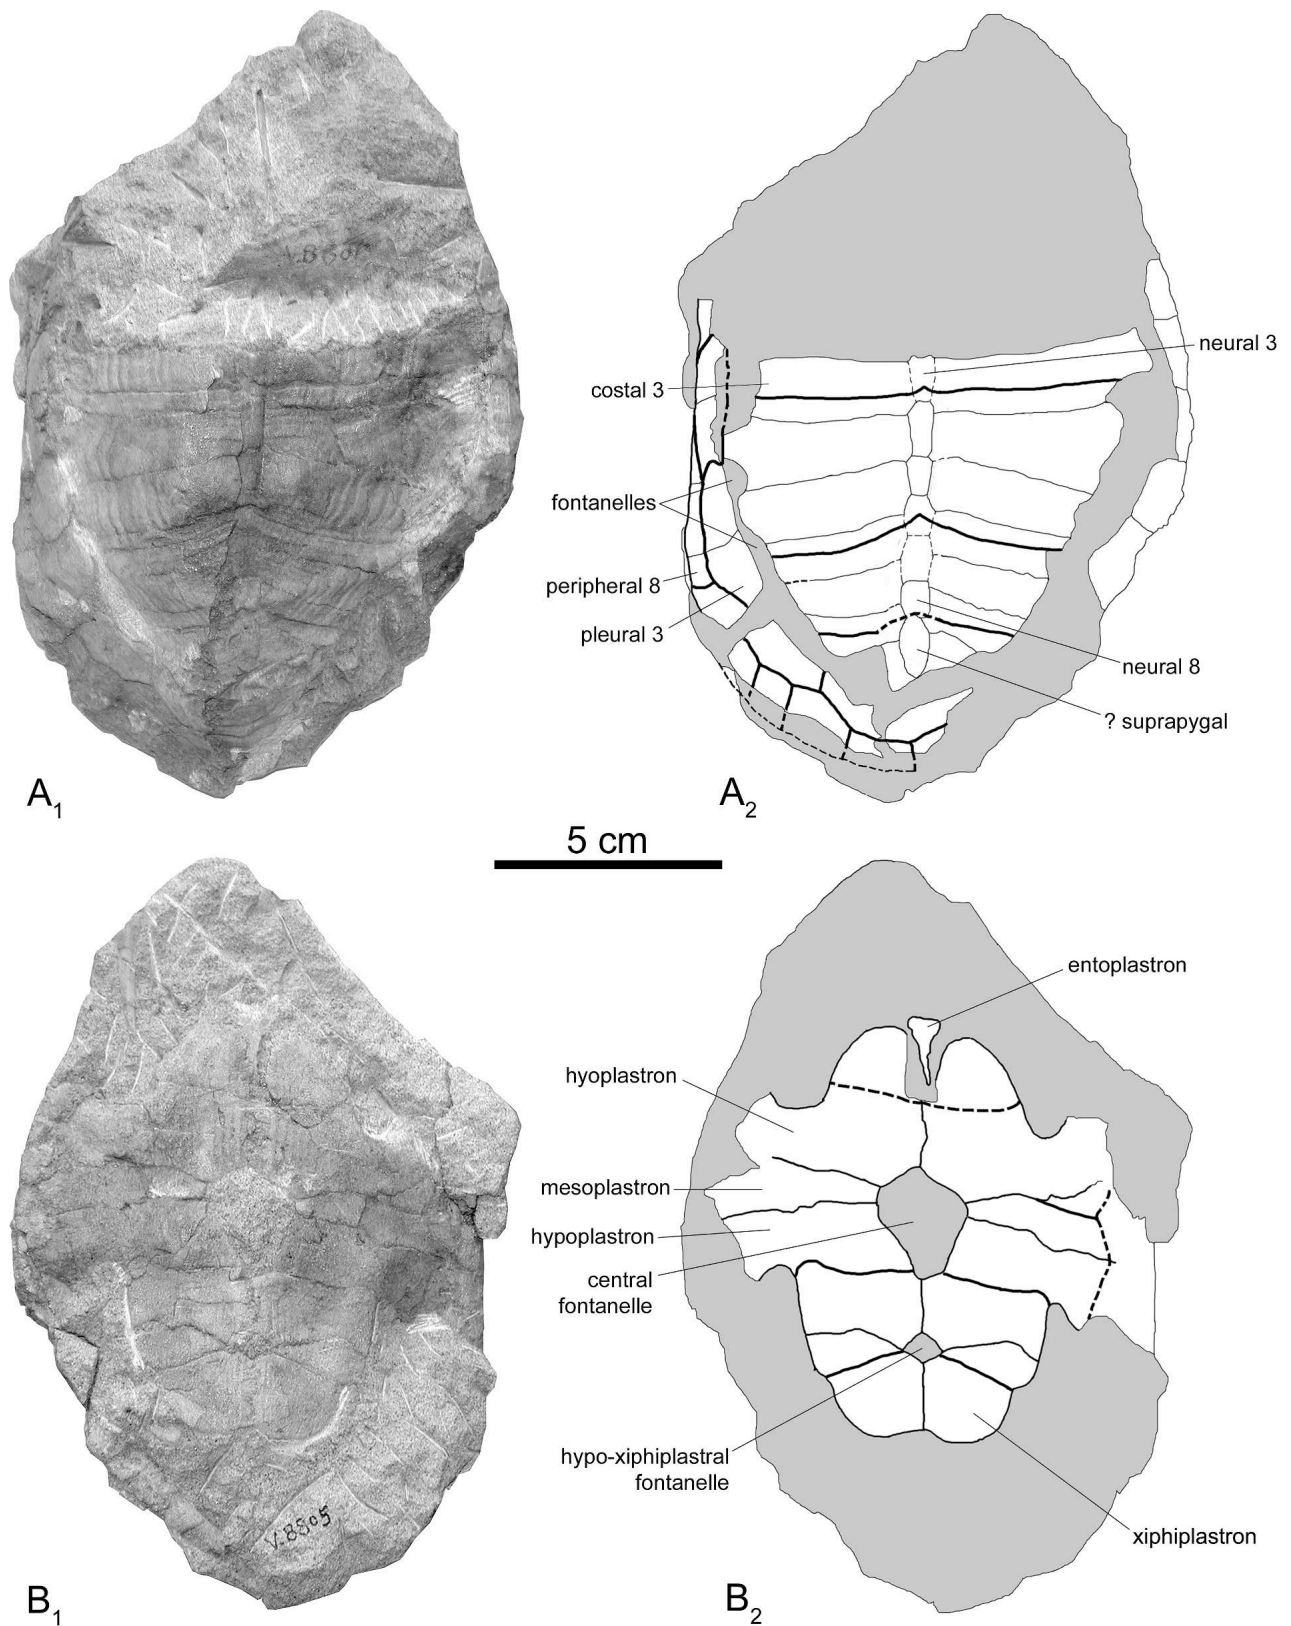 neural 3
costal 3
fontanelles
peripheral 8
pleural 3
neural 8
? suprapygal
A1
A2
5 cm
entoplastron
hyoplastron
mesoplastron
hypoplastron
central
fontanelle
hypo-xiphiplastral
fontanelle
xiphiplastron
V.8805
B1
B2